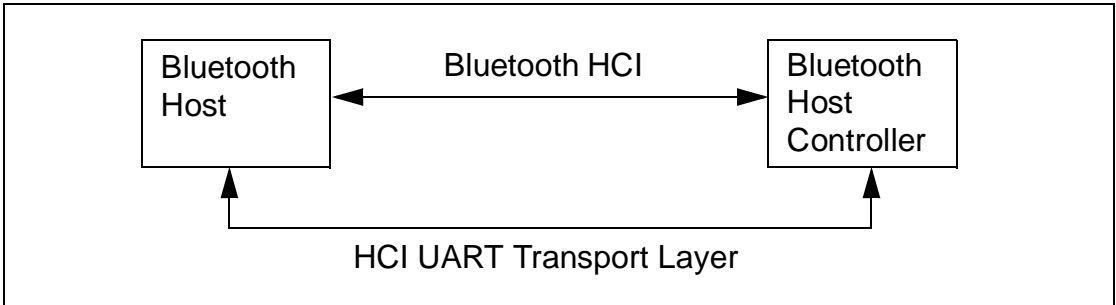 Bluetooth
Host
Bluetooth HCI
Bluetooth
Host
Controller
HCI UART Transport Layer